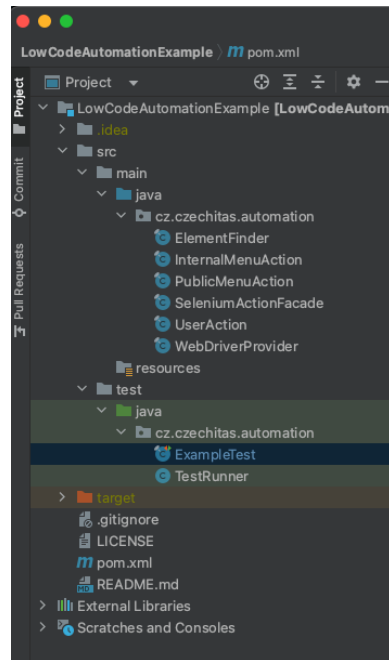 LowCodeAutomationExample pom.xml
Project
Project
Commit
Pull Requests
LowCodeAutomationExample [LowCodeAutom
.idea
src
main
java
cz.czechitas.automation
ElementFinder
InternalMenuAction
PublicMenuAction
SeleniumActionFacade
UserAction
WebDriverProvider
resources
test
java
cz.czechitas.automation
ExampleTest
TestRunner
target
.gitignore
LICENSE
pom.xml
README.md
External Libraries
Scratches and Consoles